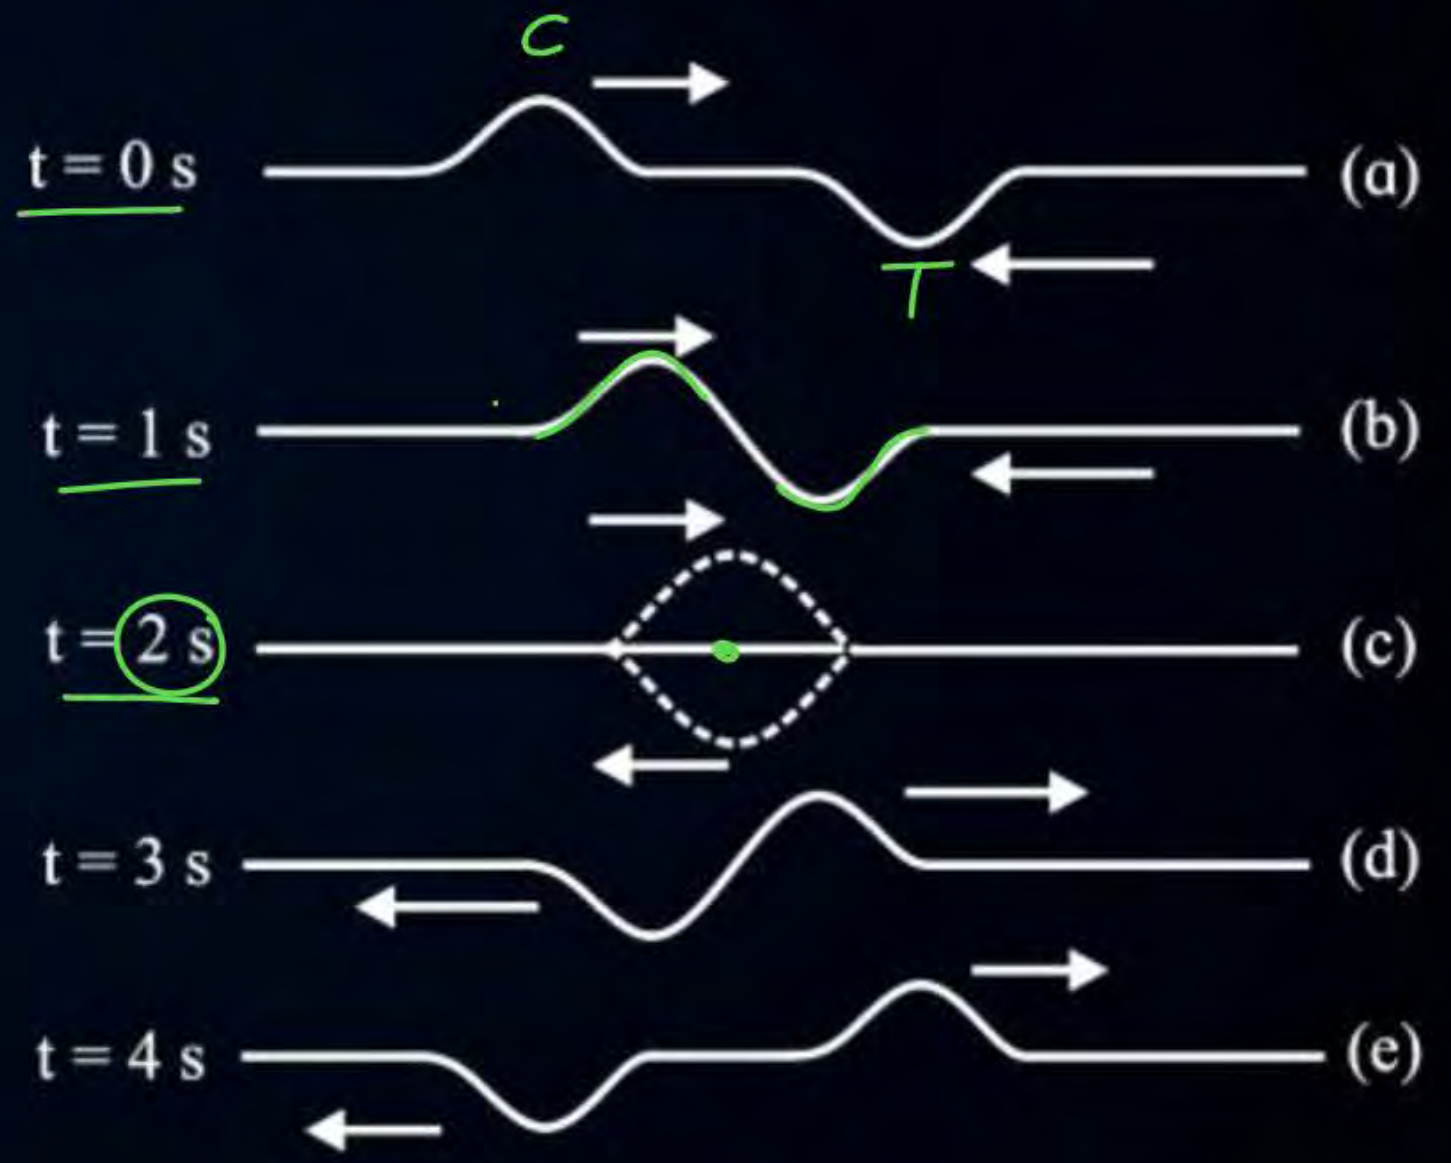 C
t = 0 s (a)
T
t = 1 s (b)
t = 2 s (c)
t = 3 s (d)
t = 4 s (e)